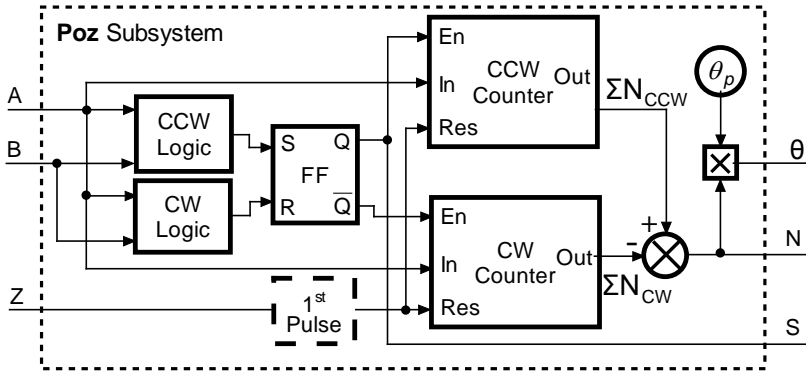 Poz Subsystem
A
B
Z
CCW
Logic
CW
Logic
S
Q
FF
R
Q̅
1st
Pulse
En
In
Res
CCW
Counter
Out
ΣN_CCW
En
In
Res
CW
Counter
Out
ΣN_CW
+
-
θp
×
θ
N
S